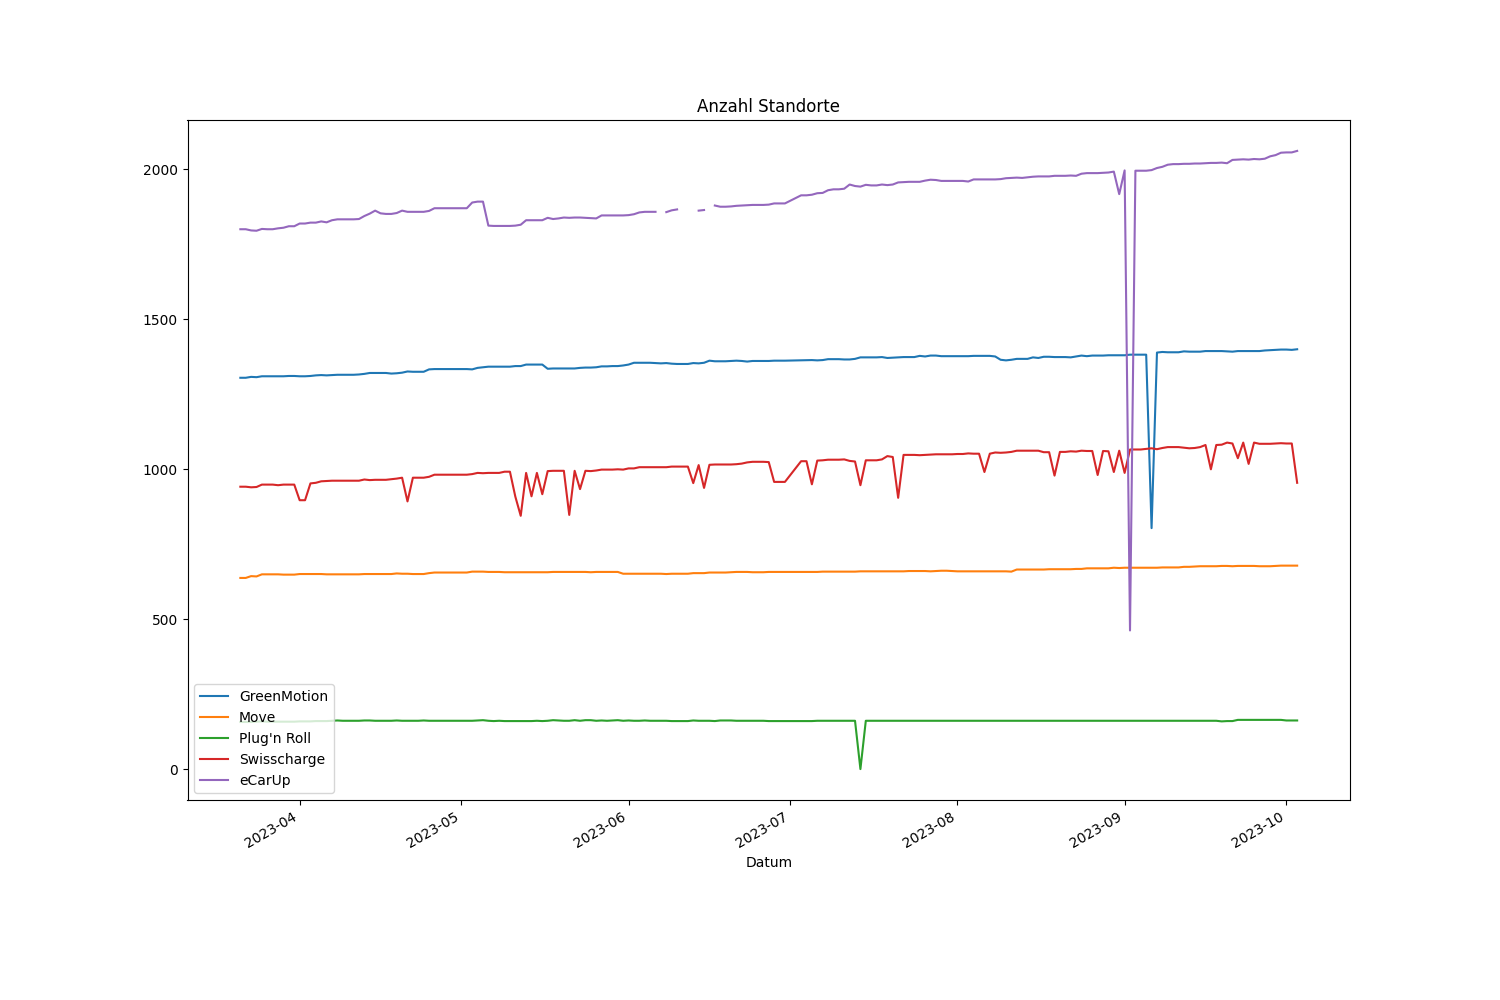 Anzahl Standorte
2000
1500
1000
500
0
GreenMotion
Move
Plug'n Roll
Swisscharge
eCarUp
2023-04
2023-05
2023-06
2023-07
2023-08
2023-09
2023-10
Datum